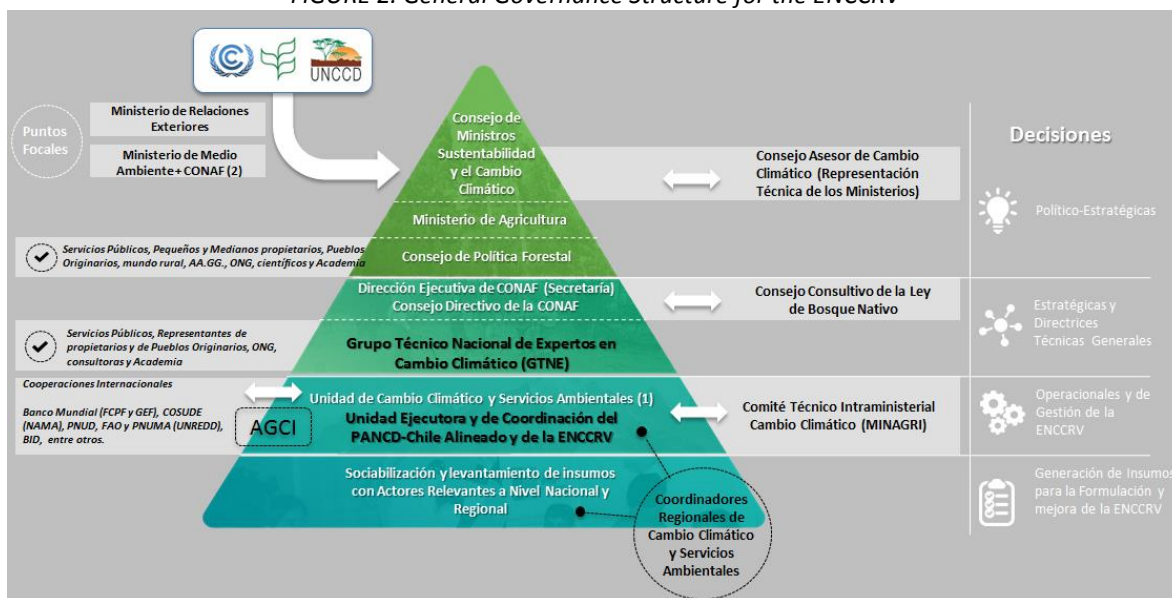 FIGURE 2. General Governance Structure for the ENCCRV
UNCCD
Puntos
Focales
Ministerio de Relaciones
Exteriores
Ministerio de Medio
Ambiente+ CONAF (2)
Consejo de
Ministros
Sustentabilidad
y el Cambio
Climático
Ministerio de Agricultura
Consejo de Política Forestal
Consejo Asesor de Cambio
Climático (Representación
Técnica de los Ministerios)
Decisiones
Político-Estratégicas
Servicios Públicos, Pequeños y Medianos propietarios, Pueblos
Originarios, mundo rural, AA.GG., ONG, científicos y Academia
Dirección Ejecutiva de CONAF (Secretaría)
Consejo Directivo de la CONAF
Consejo Consultivo de la Ley
de Bosque Nativo
Estratégicas y
Directrices
Técnicas Generales
Servicios Públicos, Representantes de
propietarios y de Pueblos Originarios, ONG,
consultoras y Academia
Grupo Técnico Nacional de Expertos en
Cambio Climático (GTNE)
Cooperaciones Internacionales
Banco Mundial (FCPF y GEF), COSUDE
(NAMA), PNUD, FAO y PNUMA (UNREDD),
BID, entre otros.
AGCI
Unidad de Cambio Climático y Servicios Ambientales (1)
Unidad Ejecutora y de Coordinación del
PANCD-Chile Alineado y de la ENCCRV
Comité Técnico Intraministerial
Cambio Climático (MINAGRI)
Operacionales y de
Gestión de la
ENCCRV
Sociabilización y levantamiento de insumos
con Actores Relevantes a Nivel Nacional y
Regional
Coordinadores
Regionales de
Cambio Climático
y Servicios
Ambientales
Generación de Insumos
para la Formulación y
mejora de la ENCCRV